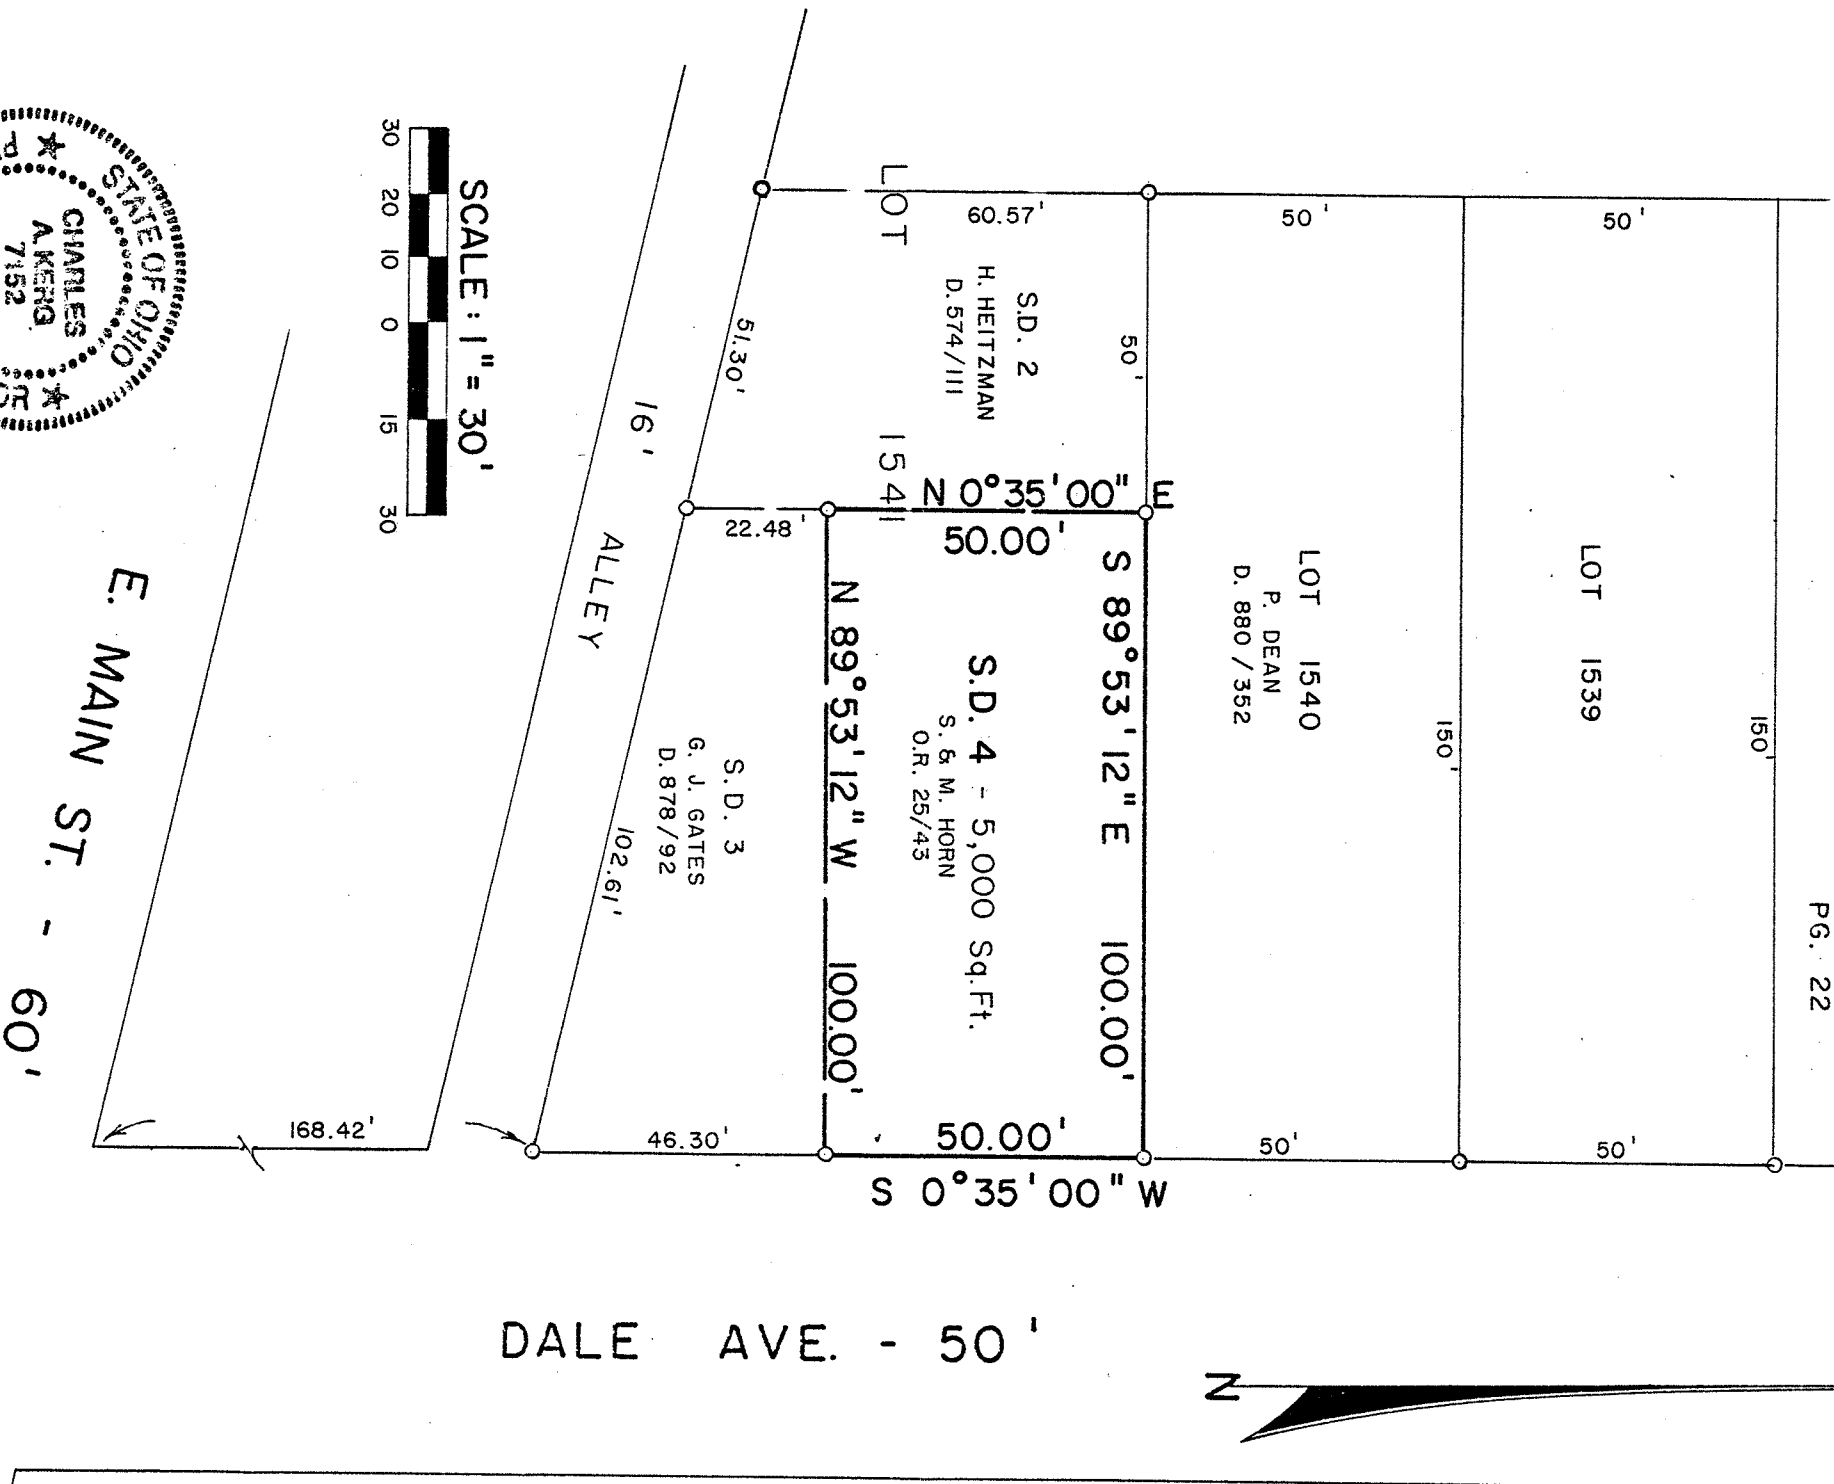 LOT 1541
60.57'
50'
50'
S.D. 2
H. HEITZMAN
D. 574/111
50'
51.30'
16' ALLEY
SCALE : 1" = 30'
30 20 10 0 15 30
STATE OF OHIO
CHARLES
A. KERG
7152
N 0°35'00" E
50.00'
22.48'
S 89°53'12" E 100.00'
N 89°53'12" W 100.00'
S.D. 4 - 5,000 Sq. Ft.
S. & M. HORN
O.R. 25/43
LOT 1540
P. DEAN
D. 880/352
150'
LOT 1539
150'
PG. 22
S.D. 3
G. J. GATES
D. 878/92
102.61'
E. MAIN ST. - 60'
168.42'
46.30'
50.00'
50'
50'
S 0°35'00" W
DALE AVE. - 50'
N